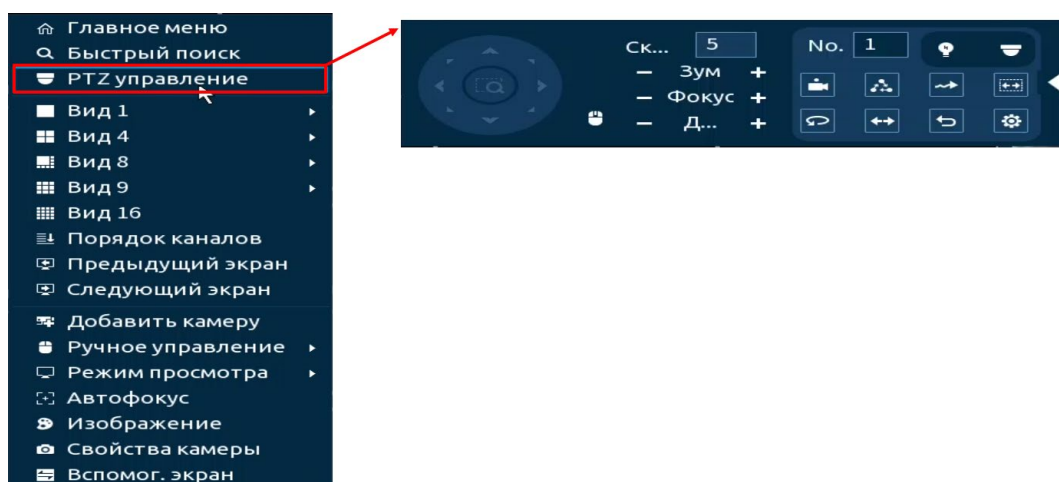 Главное меню
Быстрый поиск
PTZ управление
Вид 1
Вид 4
Вид 8
Вид 9
Вид 16
Порядок каналов
Предыдущий экран
Следующий экран
Добавить камеру
Ручное управление
Режим просмотра
Автофокус
Изображение
Свойства камеры
Вспомог. экран
Ск... 5 No. 1
– Зум +
– Фокус +
– Д... +